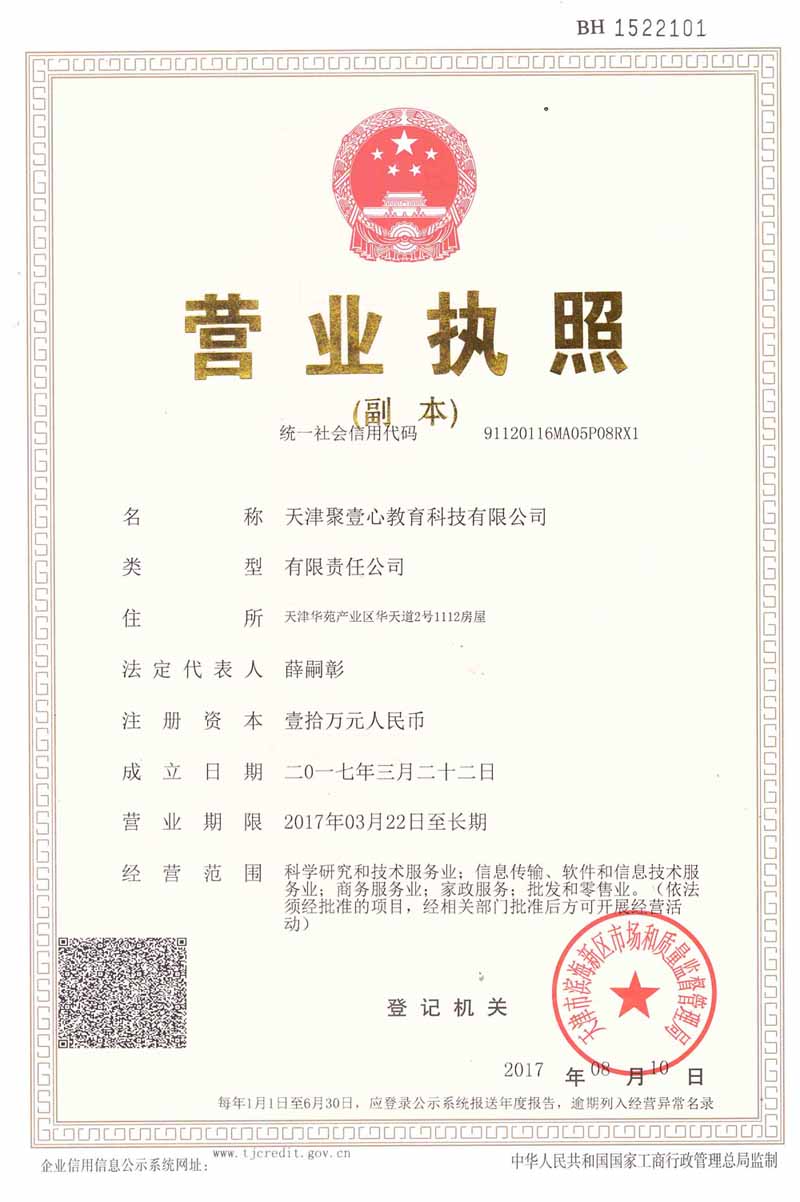 BH 1522101
营业执照
(副 本)
统一社会信用代码 91120116MA05P08RX1
名称 天津聚壹心教育科技有限公司
类型 有限责任公司
住所 天津华苑产业区华天道2号1112房屋
法定代表人 薛嗣彰
注册资本 壹拾万元人民币
成立日期 二0一七年三月二十二日
营业期限 2017年03月22日至长期
经营范围 科学研究和技术服务业；信息传输、软件和信息技术服
务业；商务服务业；家政服务；批发和零售业。（依法
须经批准的项目，经相关部门批准后方可开展经营活
动）
天津市滨海新区市场和质量监督管理局
登记机关
2017 年 08 月 10 日
每年1月1日至6月30日，应登录公示系统报送年度报告，逾期列入经营异常名录
企业信用信息公示系统网址： www.tjcredit.gov.cn
中华人民共和国国家工商行政管理总局监制